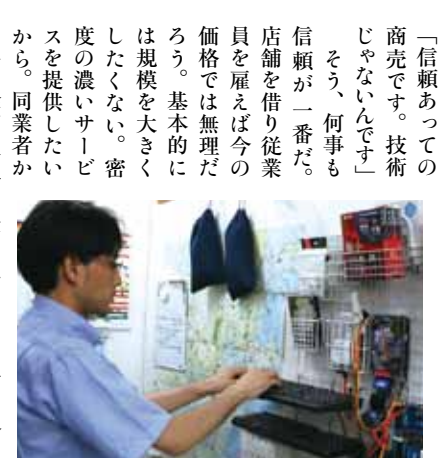 「信頼あっての
商売です。技術
じゃないんです」
　そう、何事も
信頼が一番だ。
店舗を借り従業
員を雇えば今の
価格では無理だ
ろう。基本的に
は規模を大きく
したくない。密
度の濃いサービ
スを提供したい
から。同業者か